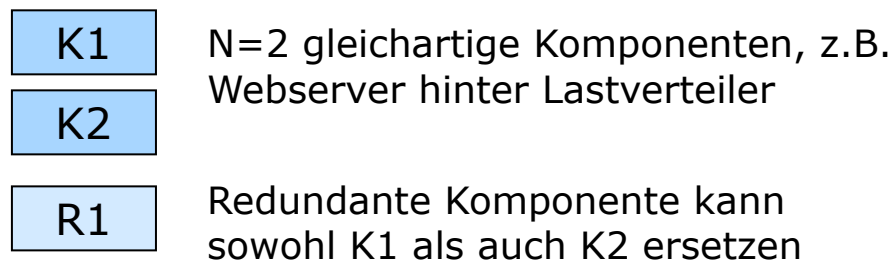 K1
N=2 gleichartige Komponenten, z.B.
Webserver hinter Lastverteiler
K2
R1
Redundante Komponente kann
sowohl K1 als auch K2 ersetzen